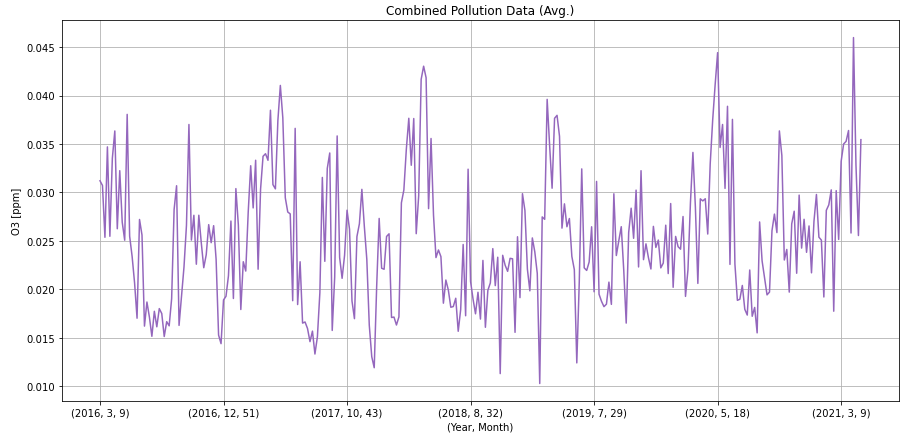 Combined Pollution Data (Avg.)
O3 [ppm]
0.045
0.040
0.035
0.030
0.025
0.020
0.015
0.010
(2016, 3, 9) (2016, 12, 51) (2017, 10, 43) (2018, 8, 32) (2019, 7, 29) (2020, 5, 18) (2021, 3, 9)
(Year, Month)